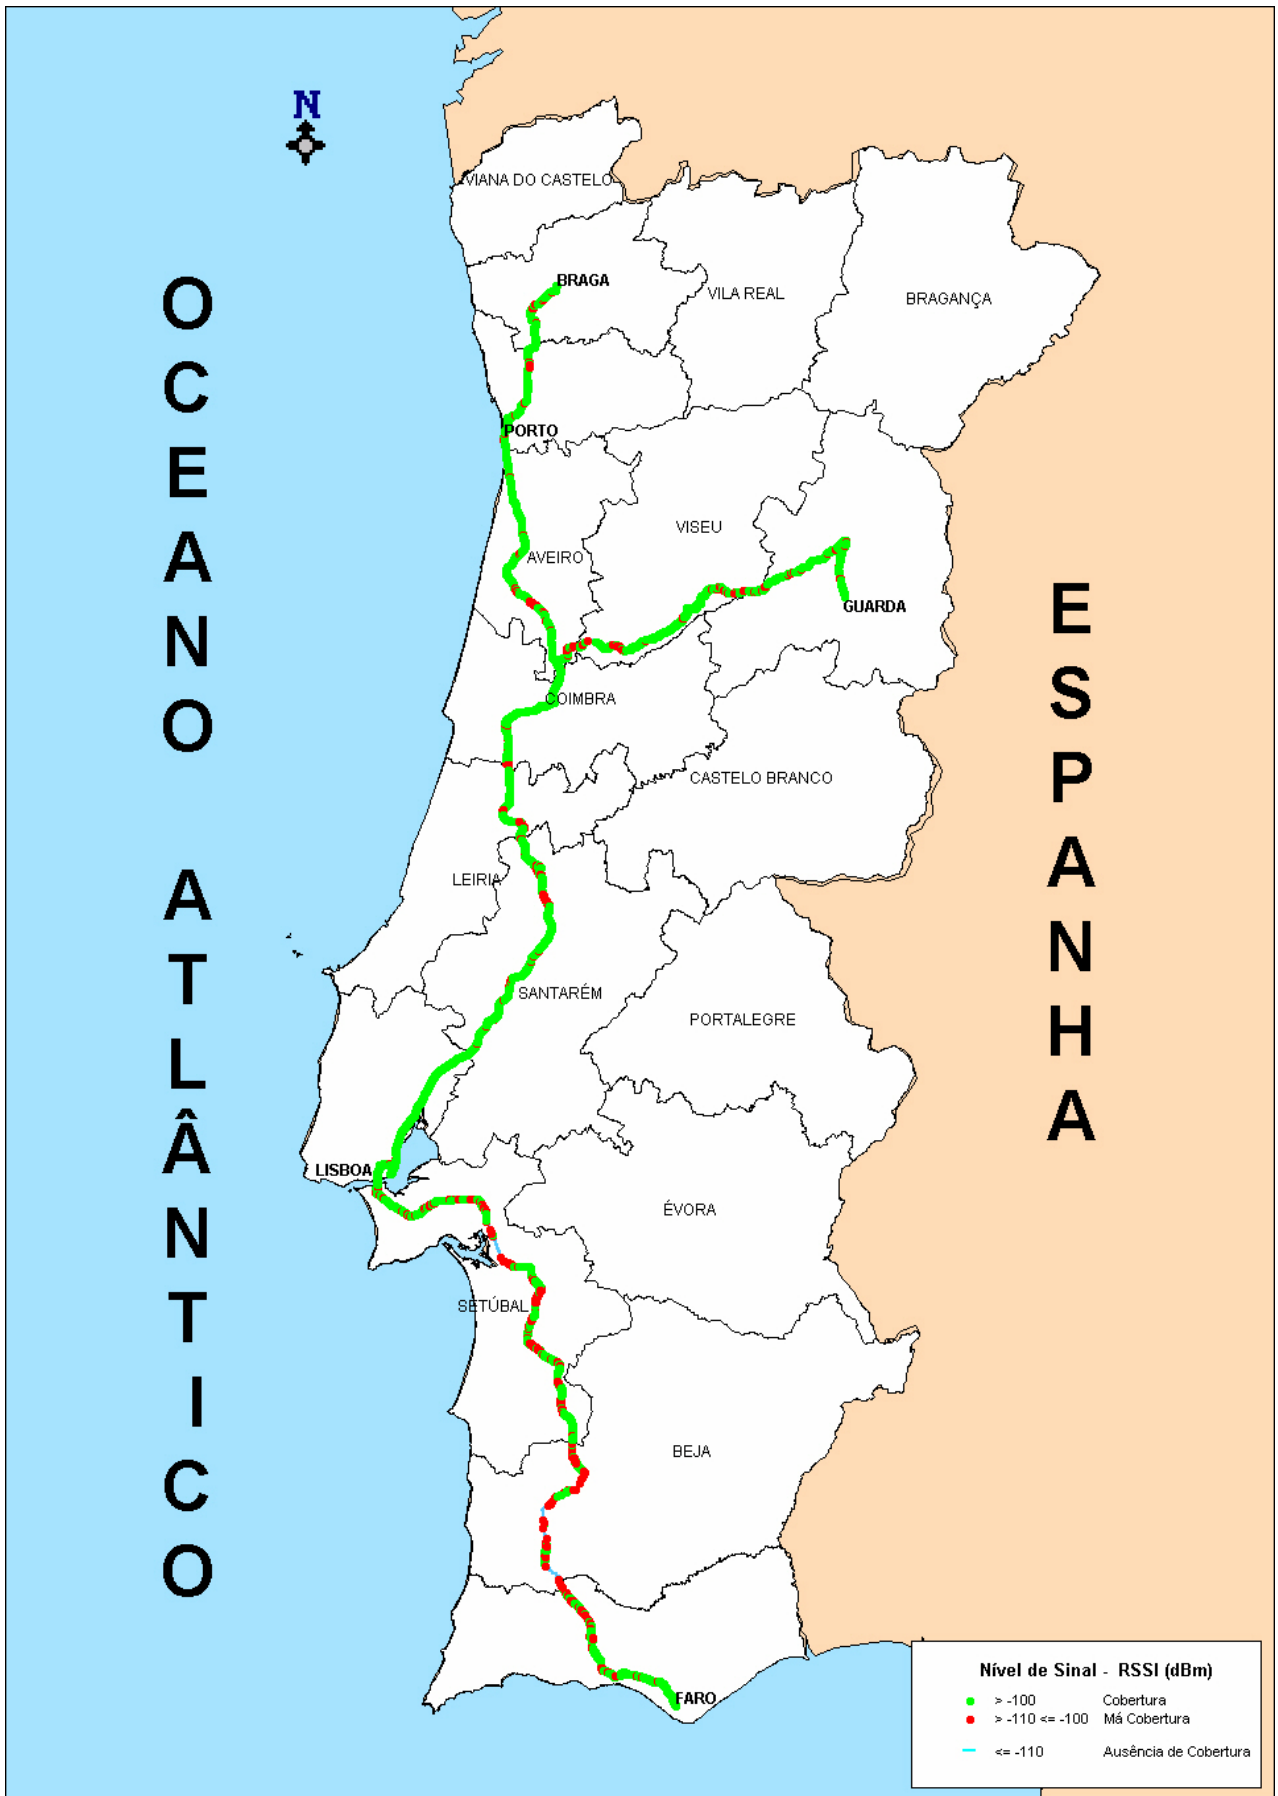 N
VIANA DO CASTELO
BRAGA
VILA REAL
BRAGANÇA
PORTO
VISEU
AVEIRO
GUARDA
COIMBRA
CASTELO BRANCO
LEIRIA
SANTARÉM
PORTALEGRE
LISBOA
ÉVORA
SETÚBAL
BEJA
FARO
OCEANO ATLÂNTICO
ESPANHA
Nível de Sinal - RSSI (dBm)
> -100 Cobertura
> -110 <= -100 Má Cobertura
<= -110 Ausência de Cobertura